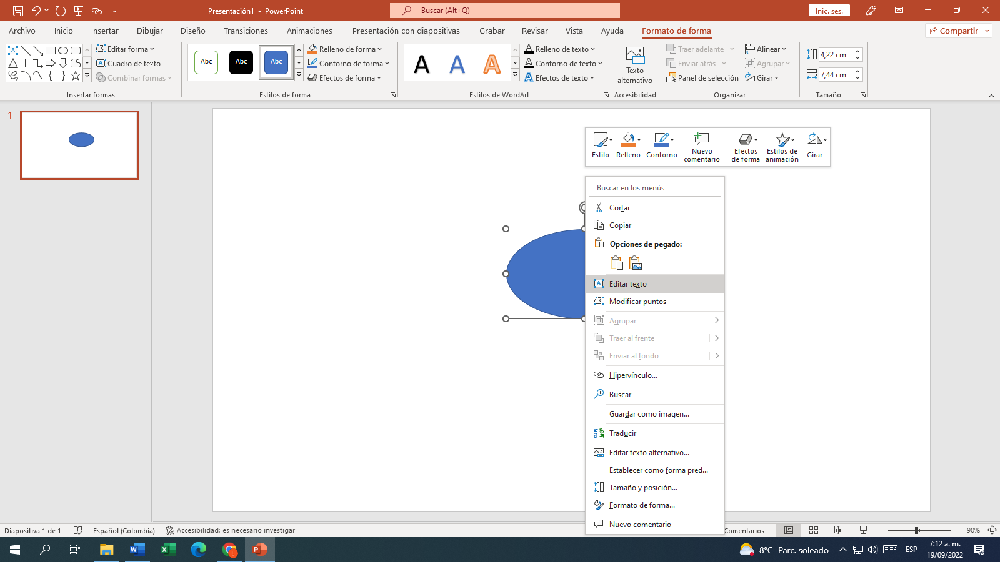 Presentación1 - PowerPoint
Buscar (Alt+Q)
Inic. ses.
Archivo Inicio Insertar Dibujar Diseño Transiciones Animaciones Presentación con diapositivas Grabar Revisar Vista Ayuda Formato de forma Compartir
Editar forma
Cuadro de texto
Combinar formas
Insertar formas
Abc Abc Abc
Relleno de forma
Contorno de forma
Efectos de forma
Estilos de forma
A A A
Relleno de texto
Contorno de texto
Efectos de texto
Estilos de WordArt
Texto
alternativo
Accesibilidad
Traer adelante
Enviar atrás
Panel de selección
Alinear
Agrupar
Girar
Organizar
4,22 cm
7,44 cm
Tamaño
1
Estilo
Relleno
Contorno
Nuevo
comentario
Efectos
de forma
Estilos de
animación
Girar
Buscar en los menús
Cortar
Copiar
Opciones de pegado:
Editar texto
Modificar puntos
Agrupar
Traer al frente
Enviar al fondo
Hipervínculo...
Buscar
Guardar como imagen...
Traducir
Editar texto alternativo...
Establecer como forma pred...
Tamaño y posición...
Formato de forma...
Nuevo comentario
Diapositiva 1 de 1 Español (Colombia) Accesibilidad: es necesario investigar Comentarios 90%
8°C Parc. soleado ESP
7:12 a. m.
19/09/2022